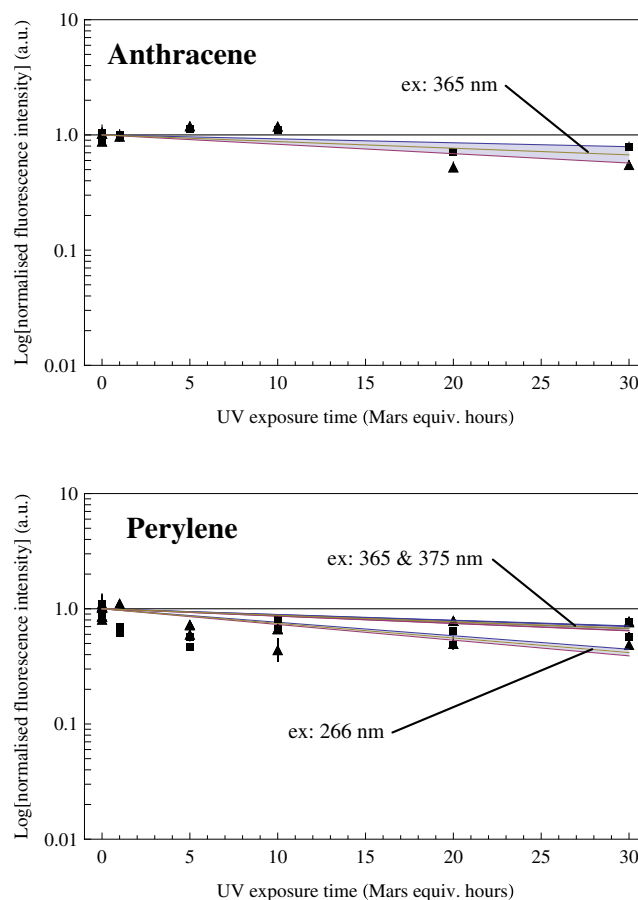 Anthracene
ex: 365 nm
Log[normalised fluorescence intensity] (a.u.)
10
1.0
0.1
0.01
0 5 10 15 20 25 30
UV exposure time (Mars equiv. hours)
Perylene
ex: 365 & 375 nm
ex: 266 nm
Log[normalised fluorescence intensity] (a.u.)
10
1.0
0.1
0.01
0 5 10 15 20 25 30
UV exposure time (Mars equiv. hours)